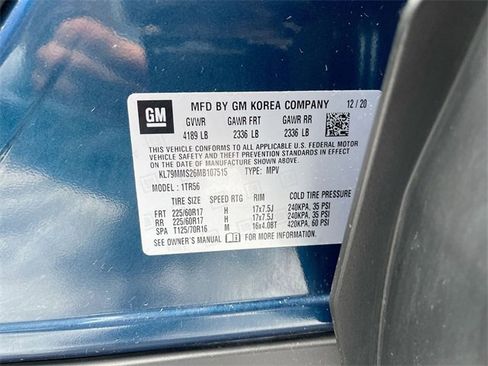 GM
MFD BY GM KOREA COMPANY 12/20
GVWR GAWR FRT GAWR RR
4189 LB 2336 LB 2336 LB
THIS VEHICLE CONFORMS TO ALL APPLICABLE U.S. FEDERAL MOTOR
VEHICLE SAFETY, BUMPER, AND THEFT PREVENTION STANDARDS IN
EFFECT ON THE DATE OF MANUFACTURE SHOWN ABOVE.
KL79MMS26MB107515 TYPE: MPV
MODEL : 1TR56
TIRE SIZE SPEED RTG RIM COLD TIRE PRESSURE
FRT 225/60R17 H 17x7.5J 240KPA, 35 PSI
RR 225/60R17 H 17x7.5J 240KPA, 35 PSI
SPA T125/70R16 M 16x4.0BT 420KPA, 60 PSI
SEE OWNER'S MANUAL FOR MORE INFORMATION.